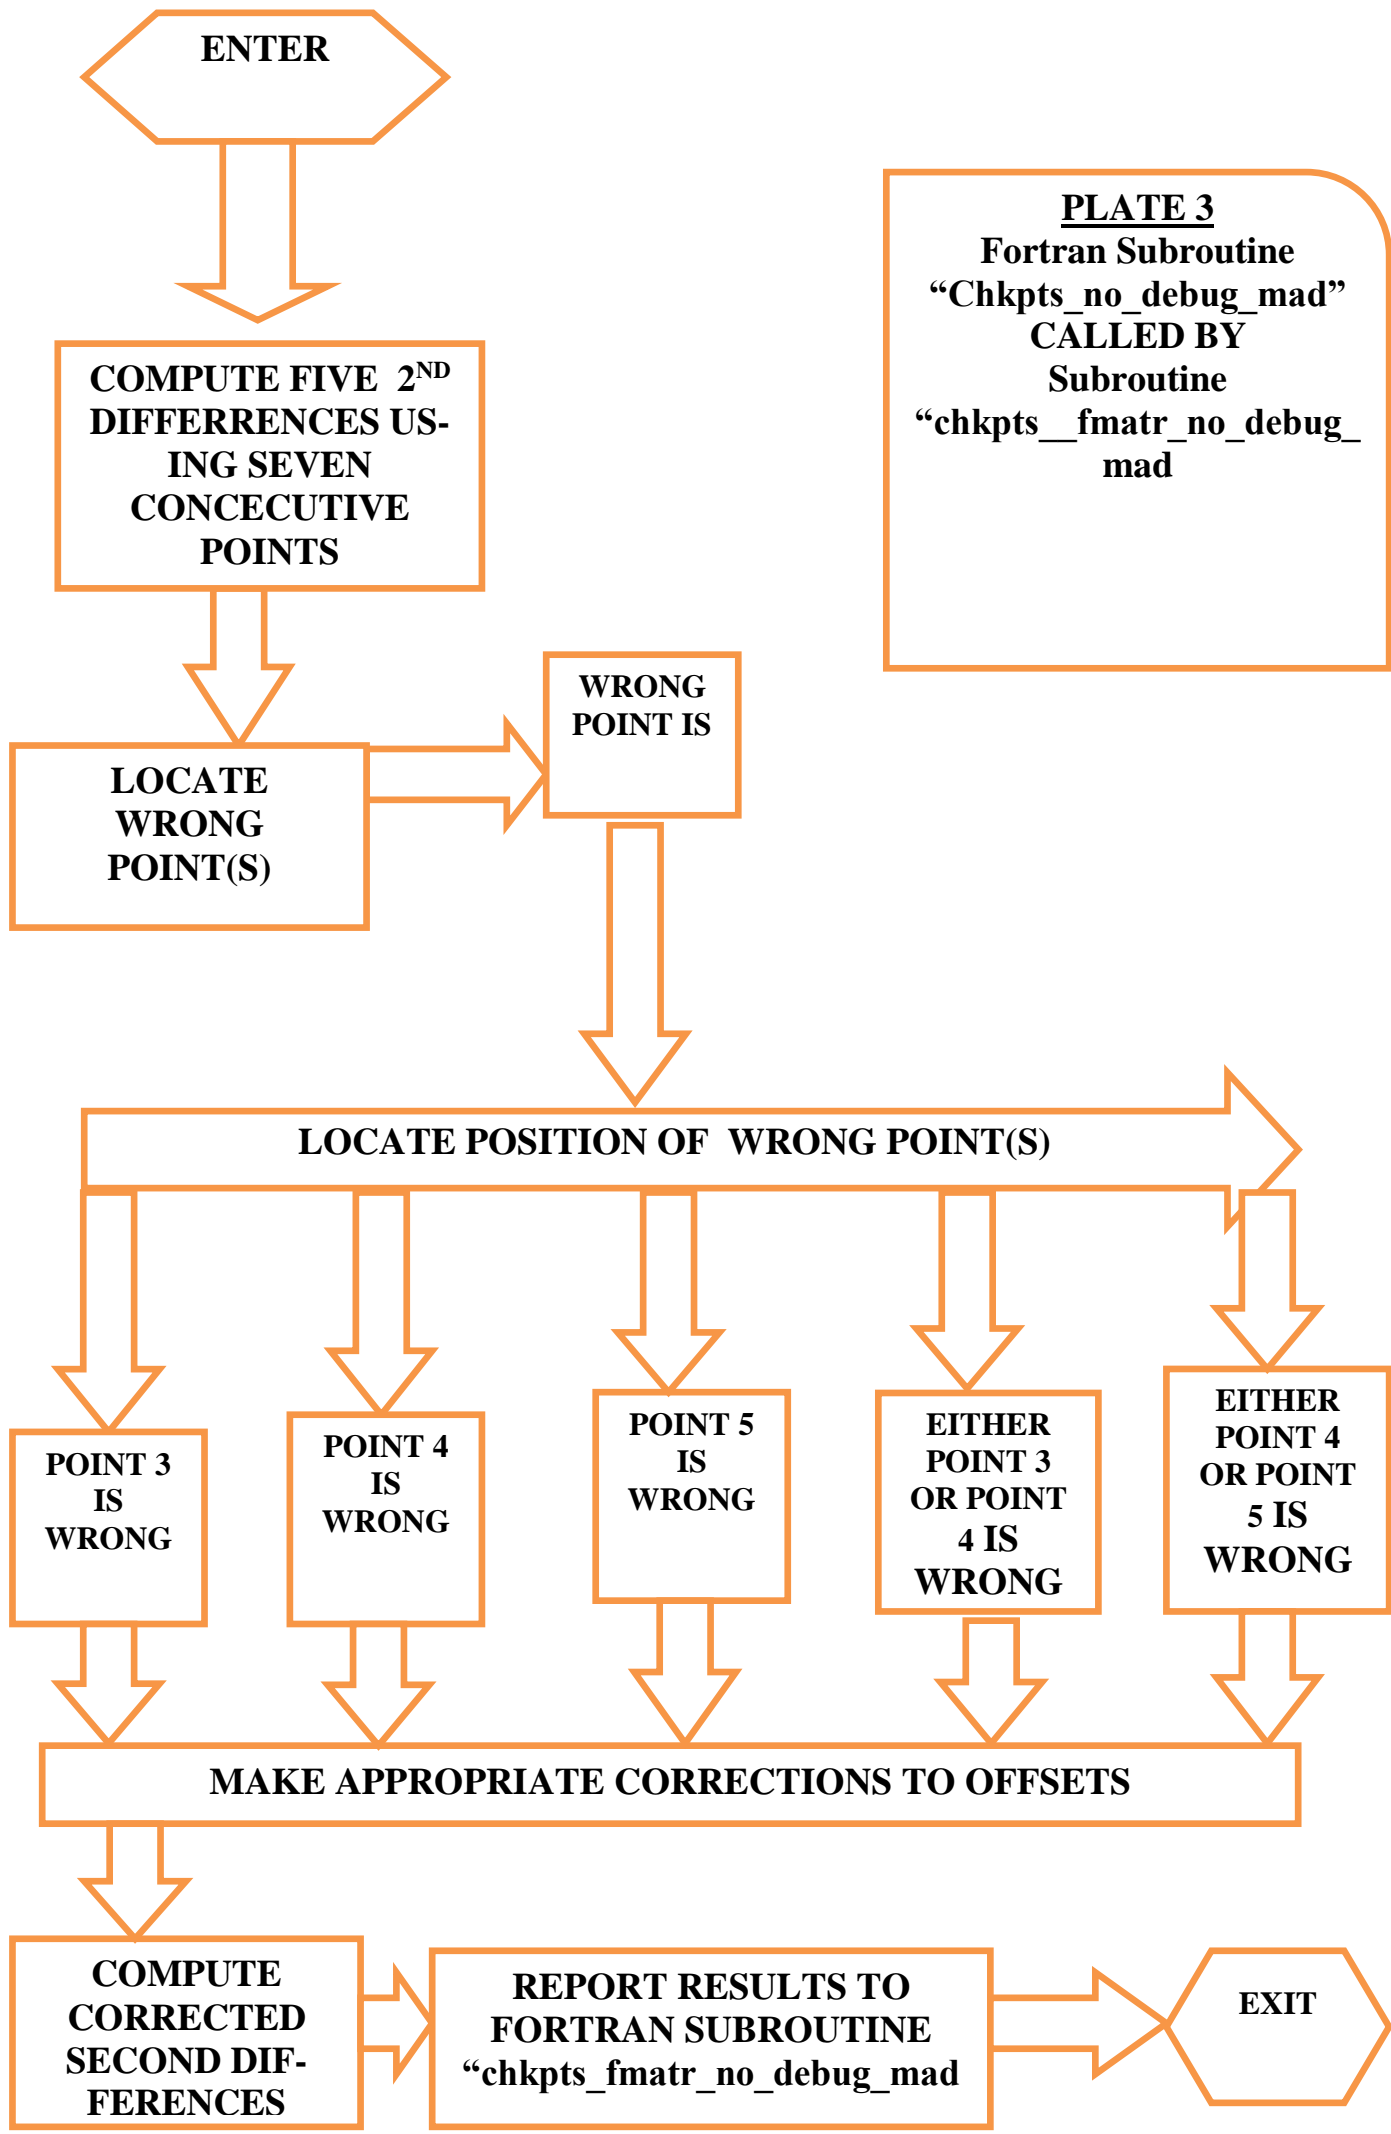 ENTER
PLATE 3
Fortran Subroutine
“Chkpts_no_debug_mad”
CALLED BY
Subroutine
“chkpts__fmatr_no_debug_
mad
COMPUTE FIVE 2ND
DIFFERRENCES US-
ING SEVEN
CONCECUTIVE
POINTS
WRONG
POINT IS
LOCATE
WRONG
POINT(S)
LOCATE POSITION OF WRONG POINT(S)
POINT 3
IS
WRONG
POINT 4
IS
WRONG
POINT 5
IS
WRONG
EITHER
POINT 3
OR POINT
4 IS
WRONG
EITHER
POINT 4
OR POINT
5 IS
WRONG
MAKE APPROPRIATE CORRECTIONS TO OFFSETS
COMPUTE
CORRECTED
SECOND DIF-
FERENCES
REPORT RESULTS TO
FORTRAN SUBROUTINE
“chkpts_fmatr_no_debug_mad
EXIT